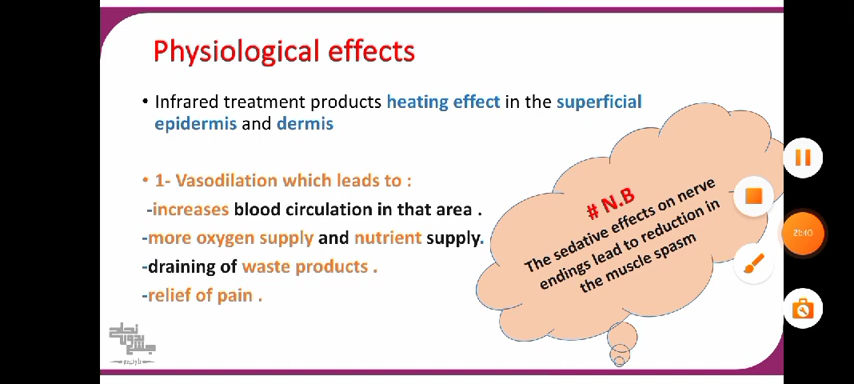 Physiological effects
• Infrared treatment products heating effect in the superficial
epidermis and dermis
• 1- Vasodilation which leads to :
-increases blood circulation in that area .
-more oxygen supply and nutrient supply.
-draining of waste products .
-relief of pain .
# N.B
The sedative effects on nerve
endings lead to reduction in
the muscle spasm